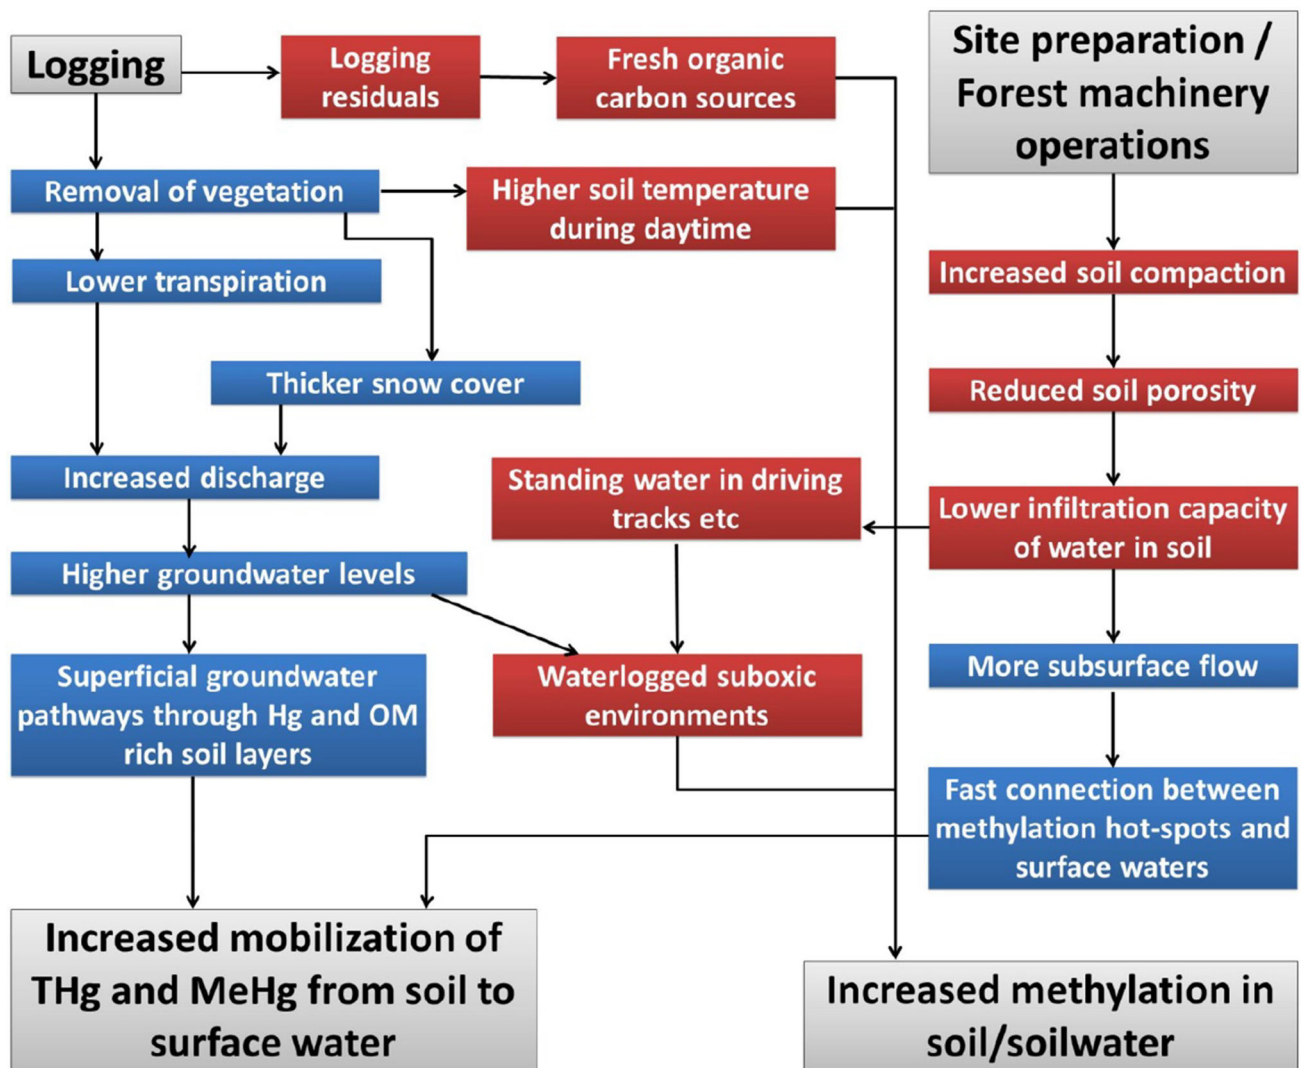 Logging
Logging
residuals
Fresh organic
carbon sources
Site preparation /
Forest machinery
operations
Removal of vegetation
Higher soil temperature
during daytime
Lower transpiration
Increased soil compaction
Thicker snow cover
Reduced soil porosity
Increased discharge
Standing water in driving
tracks etc
Lower infiltration capacity
of water in soil
Higher groundwater levels
Superficial groundwater
pathways through Hg and OM
rich soil layers
Waterlogged suboxic
environments
More subsurface flow
Fast connection between
methylation hot-spots and
surface waters
Increased mobilization of
THg and MeHg from soil to
surface water
Increased methylation in
soil/soilwater